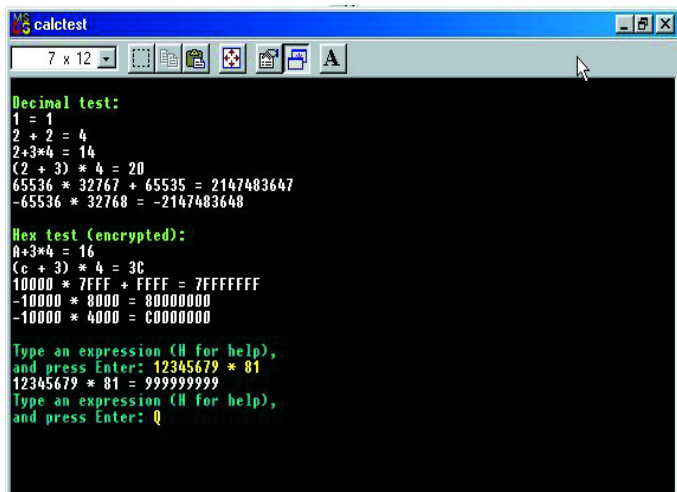 calctest
7 x 12 A
Decimal test:
1 = 1
2 + 2 = 4
2+3*4 = 14
(2 + 3) * 4 = 20
65536 * 32767 + 65535 = 2147483647
-65536 * 32768 = -2147483648
Hex test (encrypted):
A+3*4 = 16
(c + 3) * 4 = 3C
10000 * 7FFF + FFFF = 7FFFFFFF
-10000 * 8000 = 80000000
-10000 * 4000 = C0000000
Type an expression (H for help),
and press Enter: 12345679 * 81
12345679 * 81 = 999999999
Type an expression (H for help),
and press Enter: Q